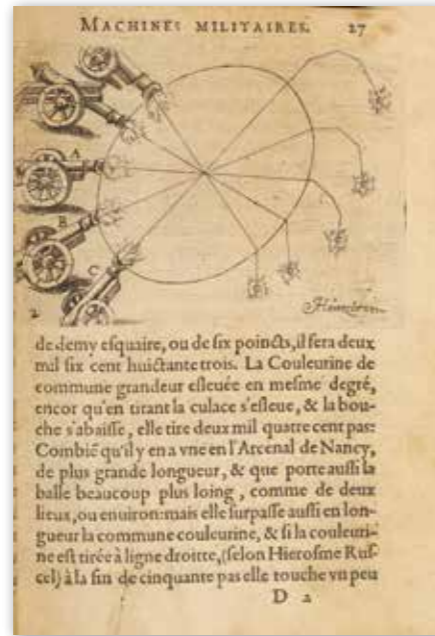 MACHINES MILITAIRES. 27
A
B
C
2
de demy esquaire, ou de six poincts, il sera deux
mil six cent huictante trois. La Couleurine de
commune grandeur esleuée en mesme degré,
encor qu'en tirant la culace s'esleue, & la bou-
che s'abaisse, elle tire deux mil quatre cent pas:
Combiẽ qu'il y en a vne en l'Arcenal de Nancy,
de plus grande longueur, & que porte aussi la
balle beaucoup plus loing, comme de deux
lieux, ou enuiron: mais elle surpasse aussi en lon-
gueur la commune couleurine, & si la couleuri-
ne est tirée à ligne droitte, (selon Hierosme Rus-
cel) à la fin de cinquante pas elle touche vn peu
D 2